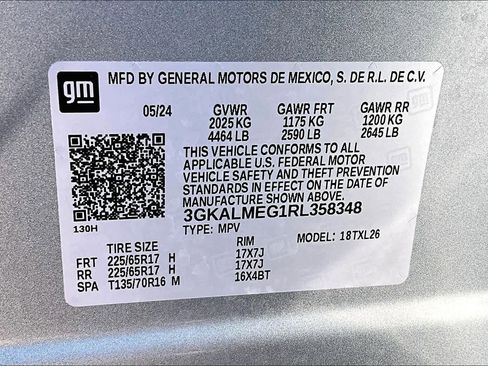 gm
MFD BY GENERAL MOTORS DE MEXICO, S. DE R.L. DE C.V.
05/24 GVWR GAWR FRT GAWR RR
2025 KG 1175 KG 1200 KG
4464 LB 2590 LB 2645 LB
THIS VEHICLE CONFORMS TO ALL
APPLICABLE U.S. FEDERAL MOTOR
VEHICLE SAFETY AND THEFT PREVENTION
STANDARDS IN EFFECT ON THE DATE OF
MANUFACTURE SHOWN ABOVE.
3GKALMEG1RL358348
130H TYPE: MPV MODEL: 18TXL26
TIRE SIZE RIM
FRT 225/65R17 H 17X7J
RR 225/65R17 H 17X7J
SPA T135/70R16 M 16X4BT